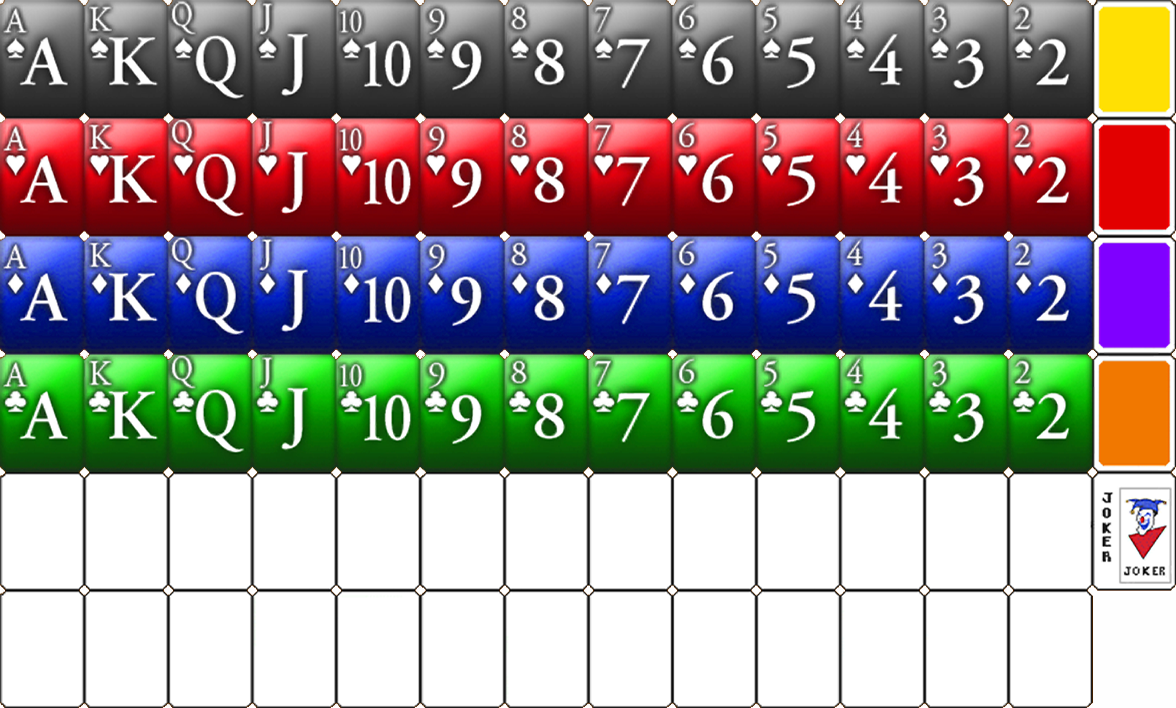 A K Q J 10 9 8 7 6 5 4 3 2
♠A ♠K ♠Q ♠J ♠10 ♠9 ♠8 ♠7 ♠6 ♠5 ♠4 ♠3 ♠2
A K Q J 10 9 8 7 6 5 4 3 2
♥A ♥K ♥Q ♥J ♥10 ♥9 ♥8 ♥7 ♥6 ♥5 ♥4 ♥3 ♥2
A K Q J 10 9 8 7 6 5 4 3 2
♦A ♦K ♦Q ♦J ♦10 ♦9 ♦8 ♦7 ♦6 ♦5 ♦4 ♦3 ♦2
A K Q J 10 9 8 7 6 5 4 3 2
♣A ♣K ♣Q ♣J ♣10 ♣9 ♣8 ♣7 ♣6 ♣5 ♣4 ♣3 ♣2
JOKER
JOKER